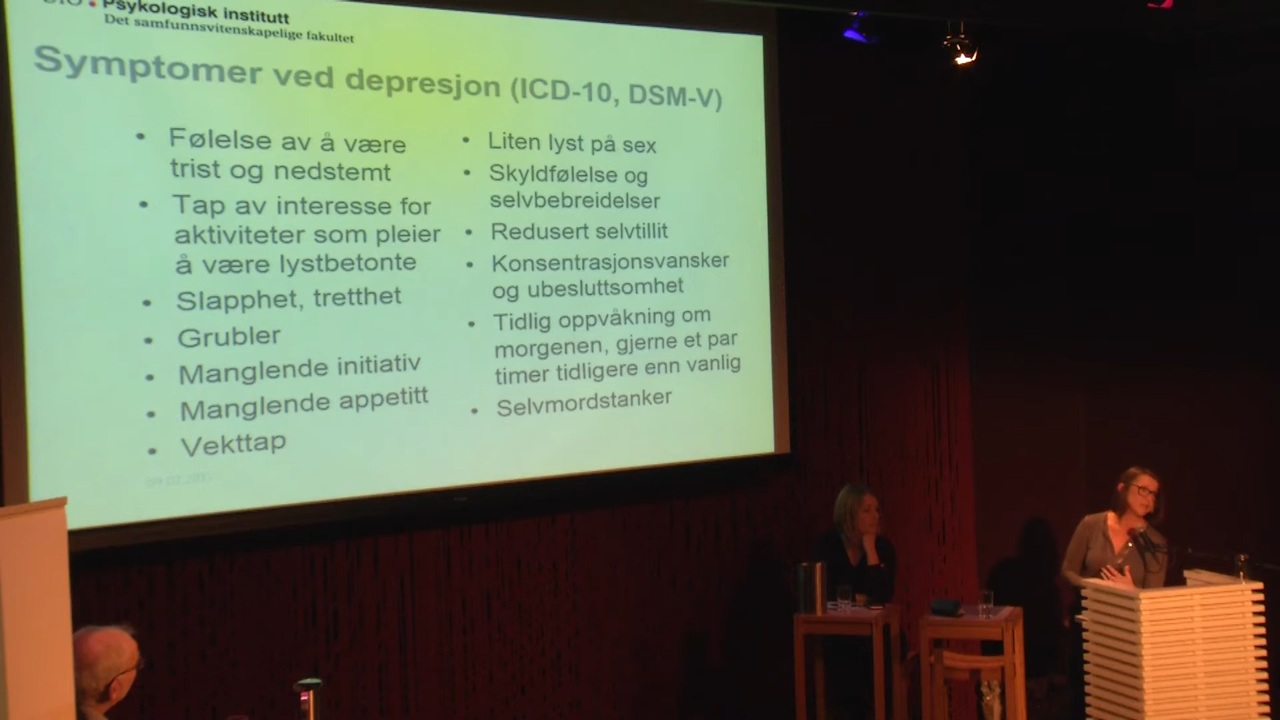 Psykologisk institutt
Det samfunnsvitenskapelige fakultet
Symptomer ved depresjon (ICD-10, DSM-V)
• Følelse av å være
trist og nedstemt
• Tap av interesse for
aktiviteter som pleier
å være lystbetonte
• Slapphet, tretthet
• Grubler
• Manglende initiativ
• Manglende appetitt
• Vekttap
• Liten lyst på sex
• Skyldfølelse og
selvbebreidelser
• Redusert selvtillit
• Konsentrasjonsvansker
og ubesluttsomhet
• Tidlig oppvåkning om
morgenen, gjerne et par
timer tidligere enn vanlig
• Selvmordstanker